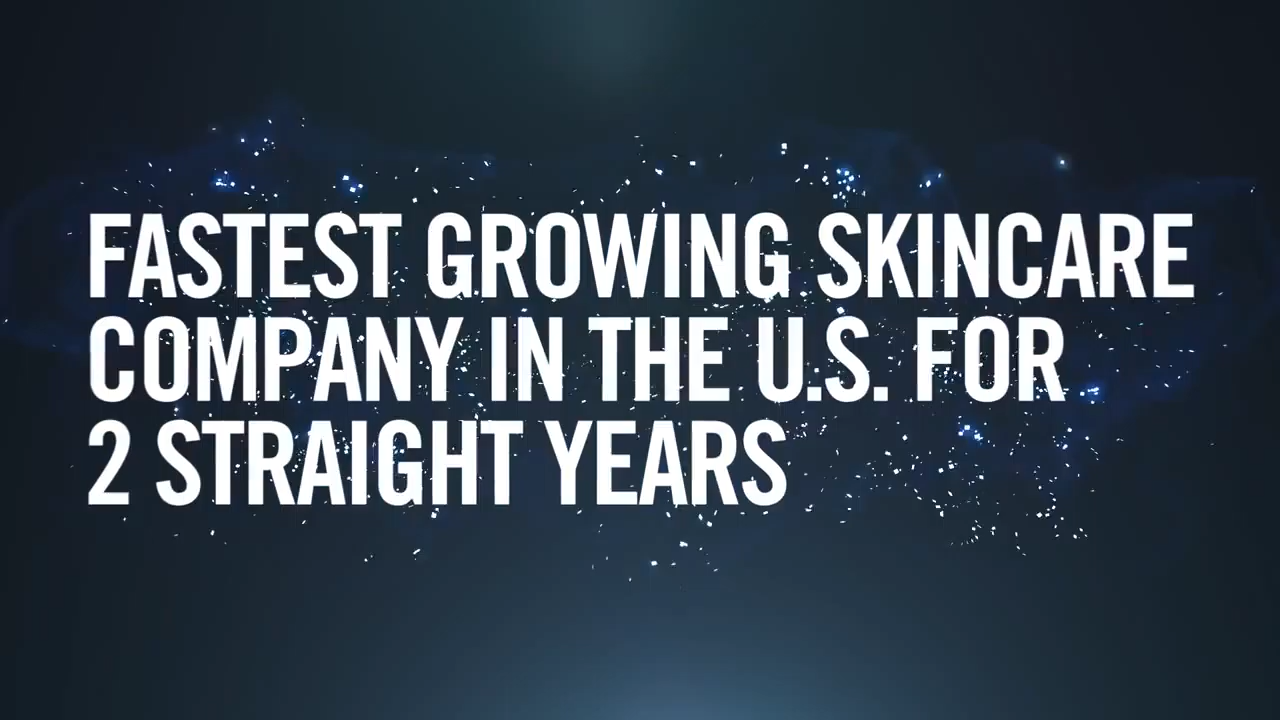 FASTEST GROWING SKINCARE
COMPANY IN THE U.S. FOR
2 STRAIGHT YEARS